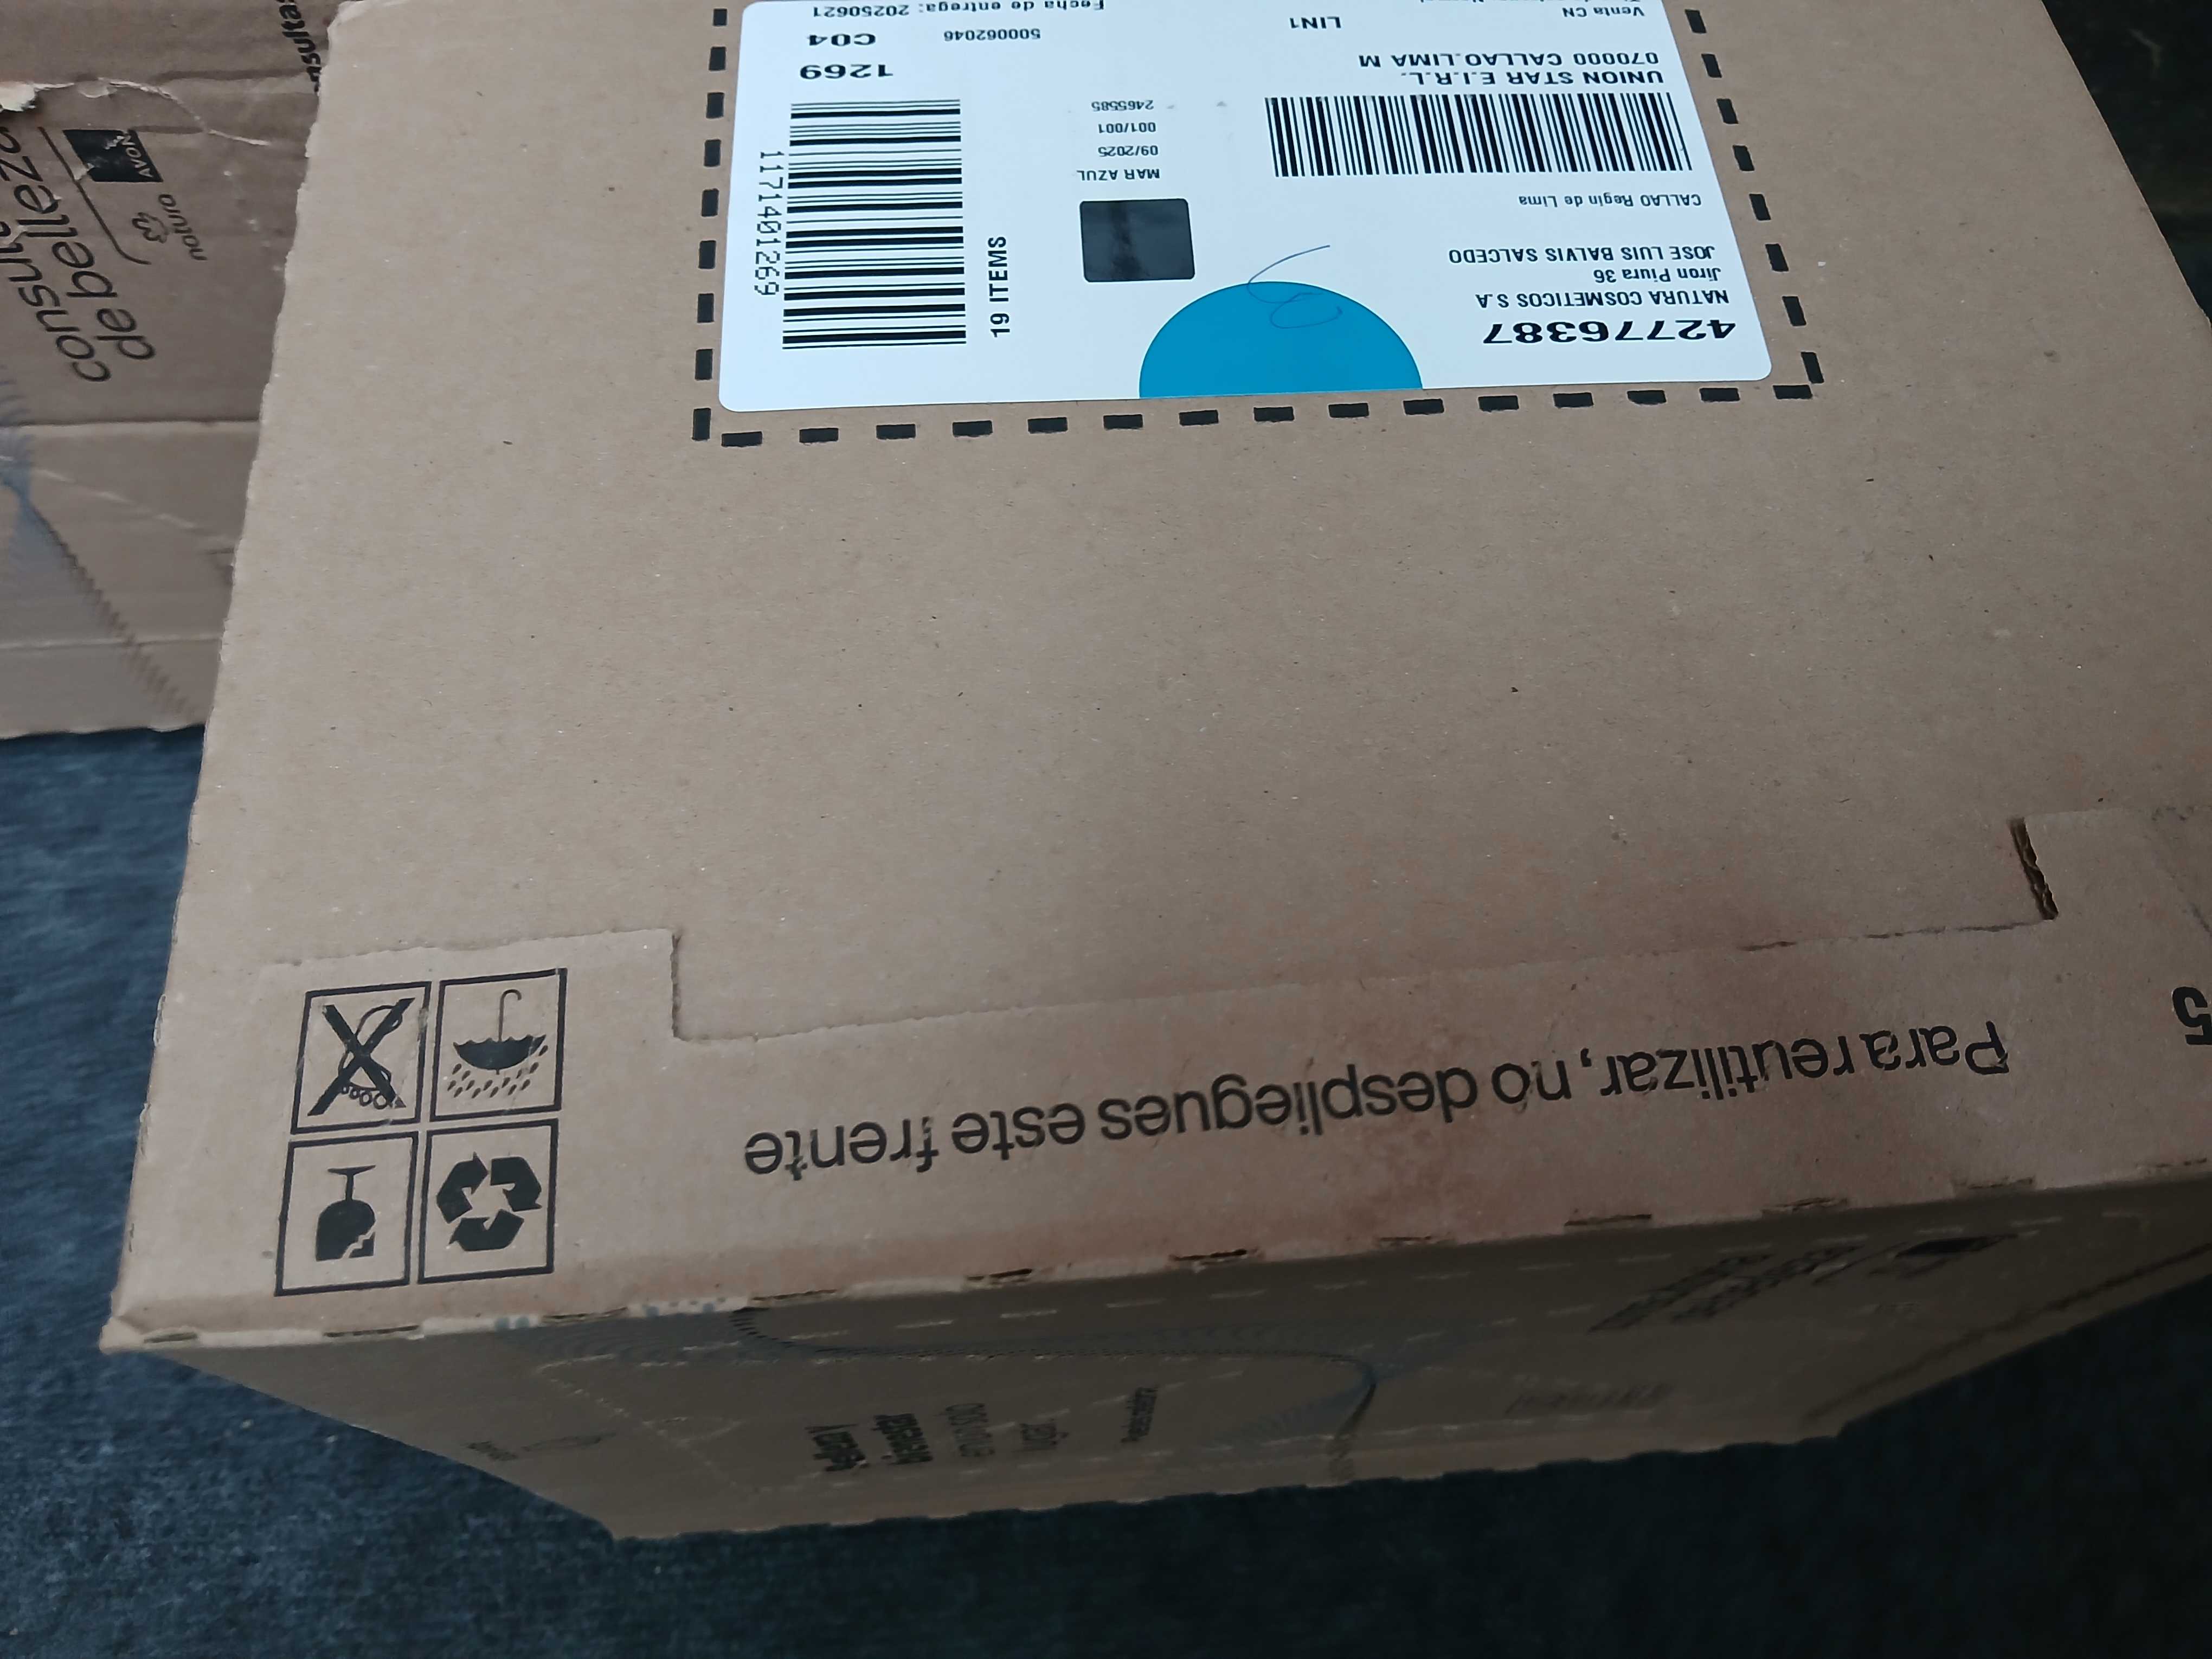 42776387
NATURA COSMETICOS S.A
Jiron Piura 36
JOSE LUIS BALVIS SALCEDO
CALLAO Regin de Lima
UNION STAR E.I.R.L.
070000 CALLAO.LIMA M
Venta CN
LIN1
MAR AZUL
09/2025
001/001
2465585
19 ITEMS
1171401269
1269
500062046
C04
Fecha de entrega: 20250621
Para reutilizar, no despliegues este frente
5
de belleza
natura
AVON